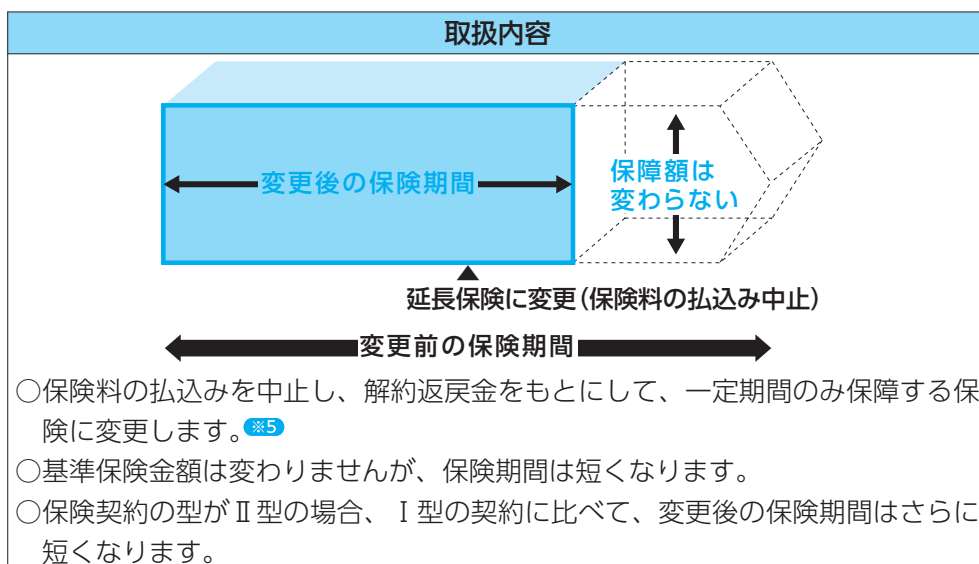 取扱内容
変更後の保険期間
保障額は
変わらない
延長保険に変更(保険料の払込み中止)
変更前の保険期間
○保険料の払込みを中止し、解約返戻金をもとにして、一定期間のみ保障する保
険に変更します。※5
○基準保険金額は変わりませんが、保険期間は短くなります。
○保険契約の型がⅡ型の場合、Ⅰ型の契約に比べて、変更後の保険期間はさらに
短くなります。